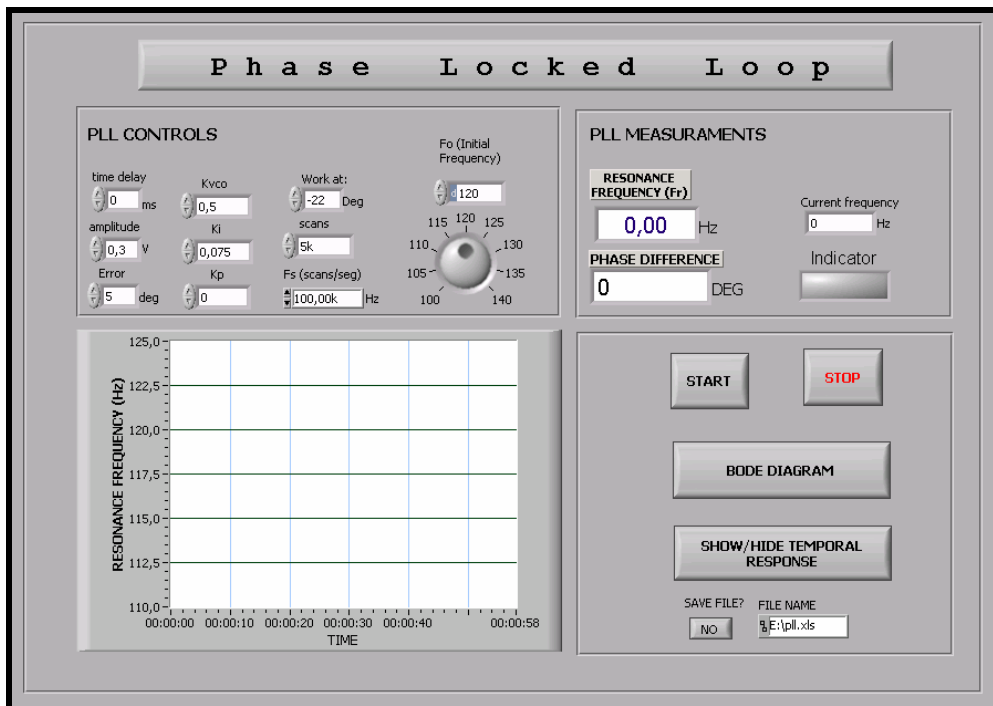 Phase Locked Loop
PLL CONTROLS
time delay
0 ms
amplitude
0,3 V
Error
5 deg
Kvco
0,5
Ki
0,075
Kp
0
Work at:
-22 Deg
scans
5k
Fs (scans/seg)
100,00k Hz
Fo (Initial
Frequency)
d 120
115 120 125
110 130
105 135
100 140
PLL MEASURAMENTS
RESONANCE
FREQUENCY (Fr)
0,00 Hz
PHASE DIFFERENCE
0 DEG
Current frequency
0 Hz
Indicator
RESONANCE FREQUENCY (Hz)
125,0
122,5
120,0
117,5
115,0
112,5
110,0
00:00:00 00:00:10 00:00:20 00:00:30 00:00:40 00:00:58
TIME
START
STOP
BODE DIAGRAM
SHOW/HIDE TEMPORAL
RESPONSE
SAVE FILE?
NO
FILE NAME
E:\pll.xls